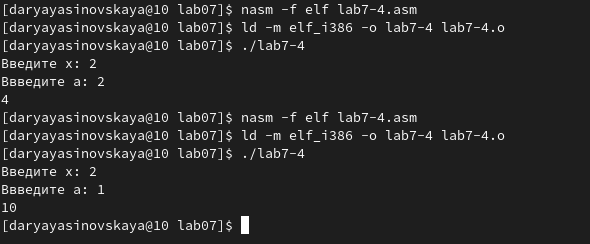 [daryayasinovskaya@10 lab07]$ nasm -f elf lab7-4.asm
[daryayasinovskaya@10 lab07]$ ld -m elf_i386 -o lab7-4 lab7-4.o
[daryayasinovskaya@10 lab07]$ ./lab7-4
Введите x: 2
Ввведите a: 2
4
[daryayasinovskaya@10 lab07]$ nasm -f elf lab7-4.asm
[daryayasinovskaya@10 lab07]$ ld -m elf_i386 -o lab7-4 lab7-4.o
[daryayasinovskaya@10 lab07]$ ./lab7-4
Введите x: 2
Ввведите a: 1
10
[daryayasinovskaya@10 lab07]$